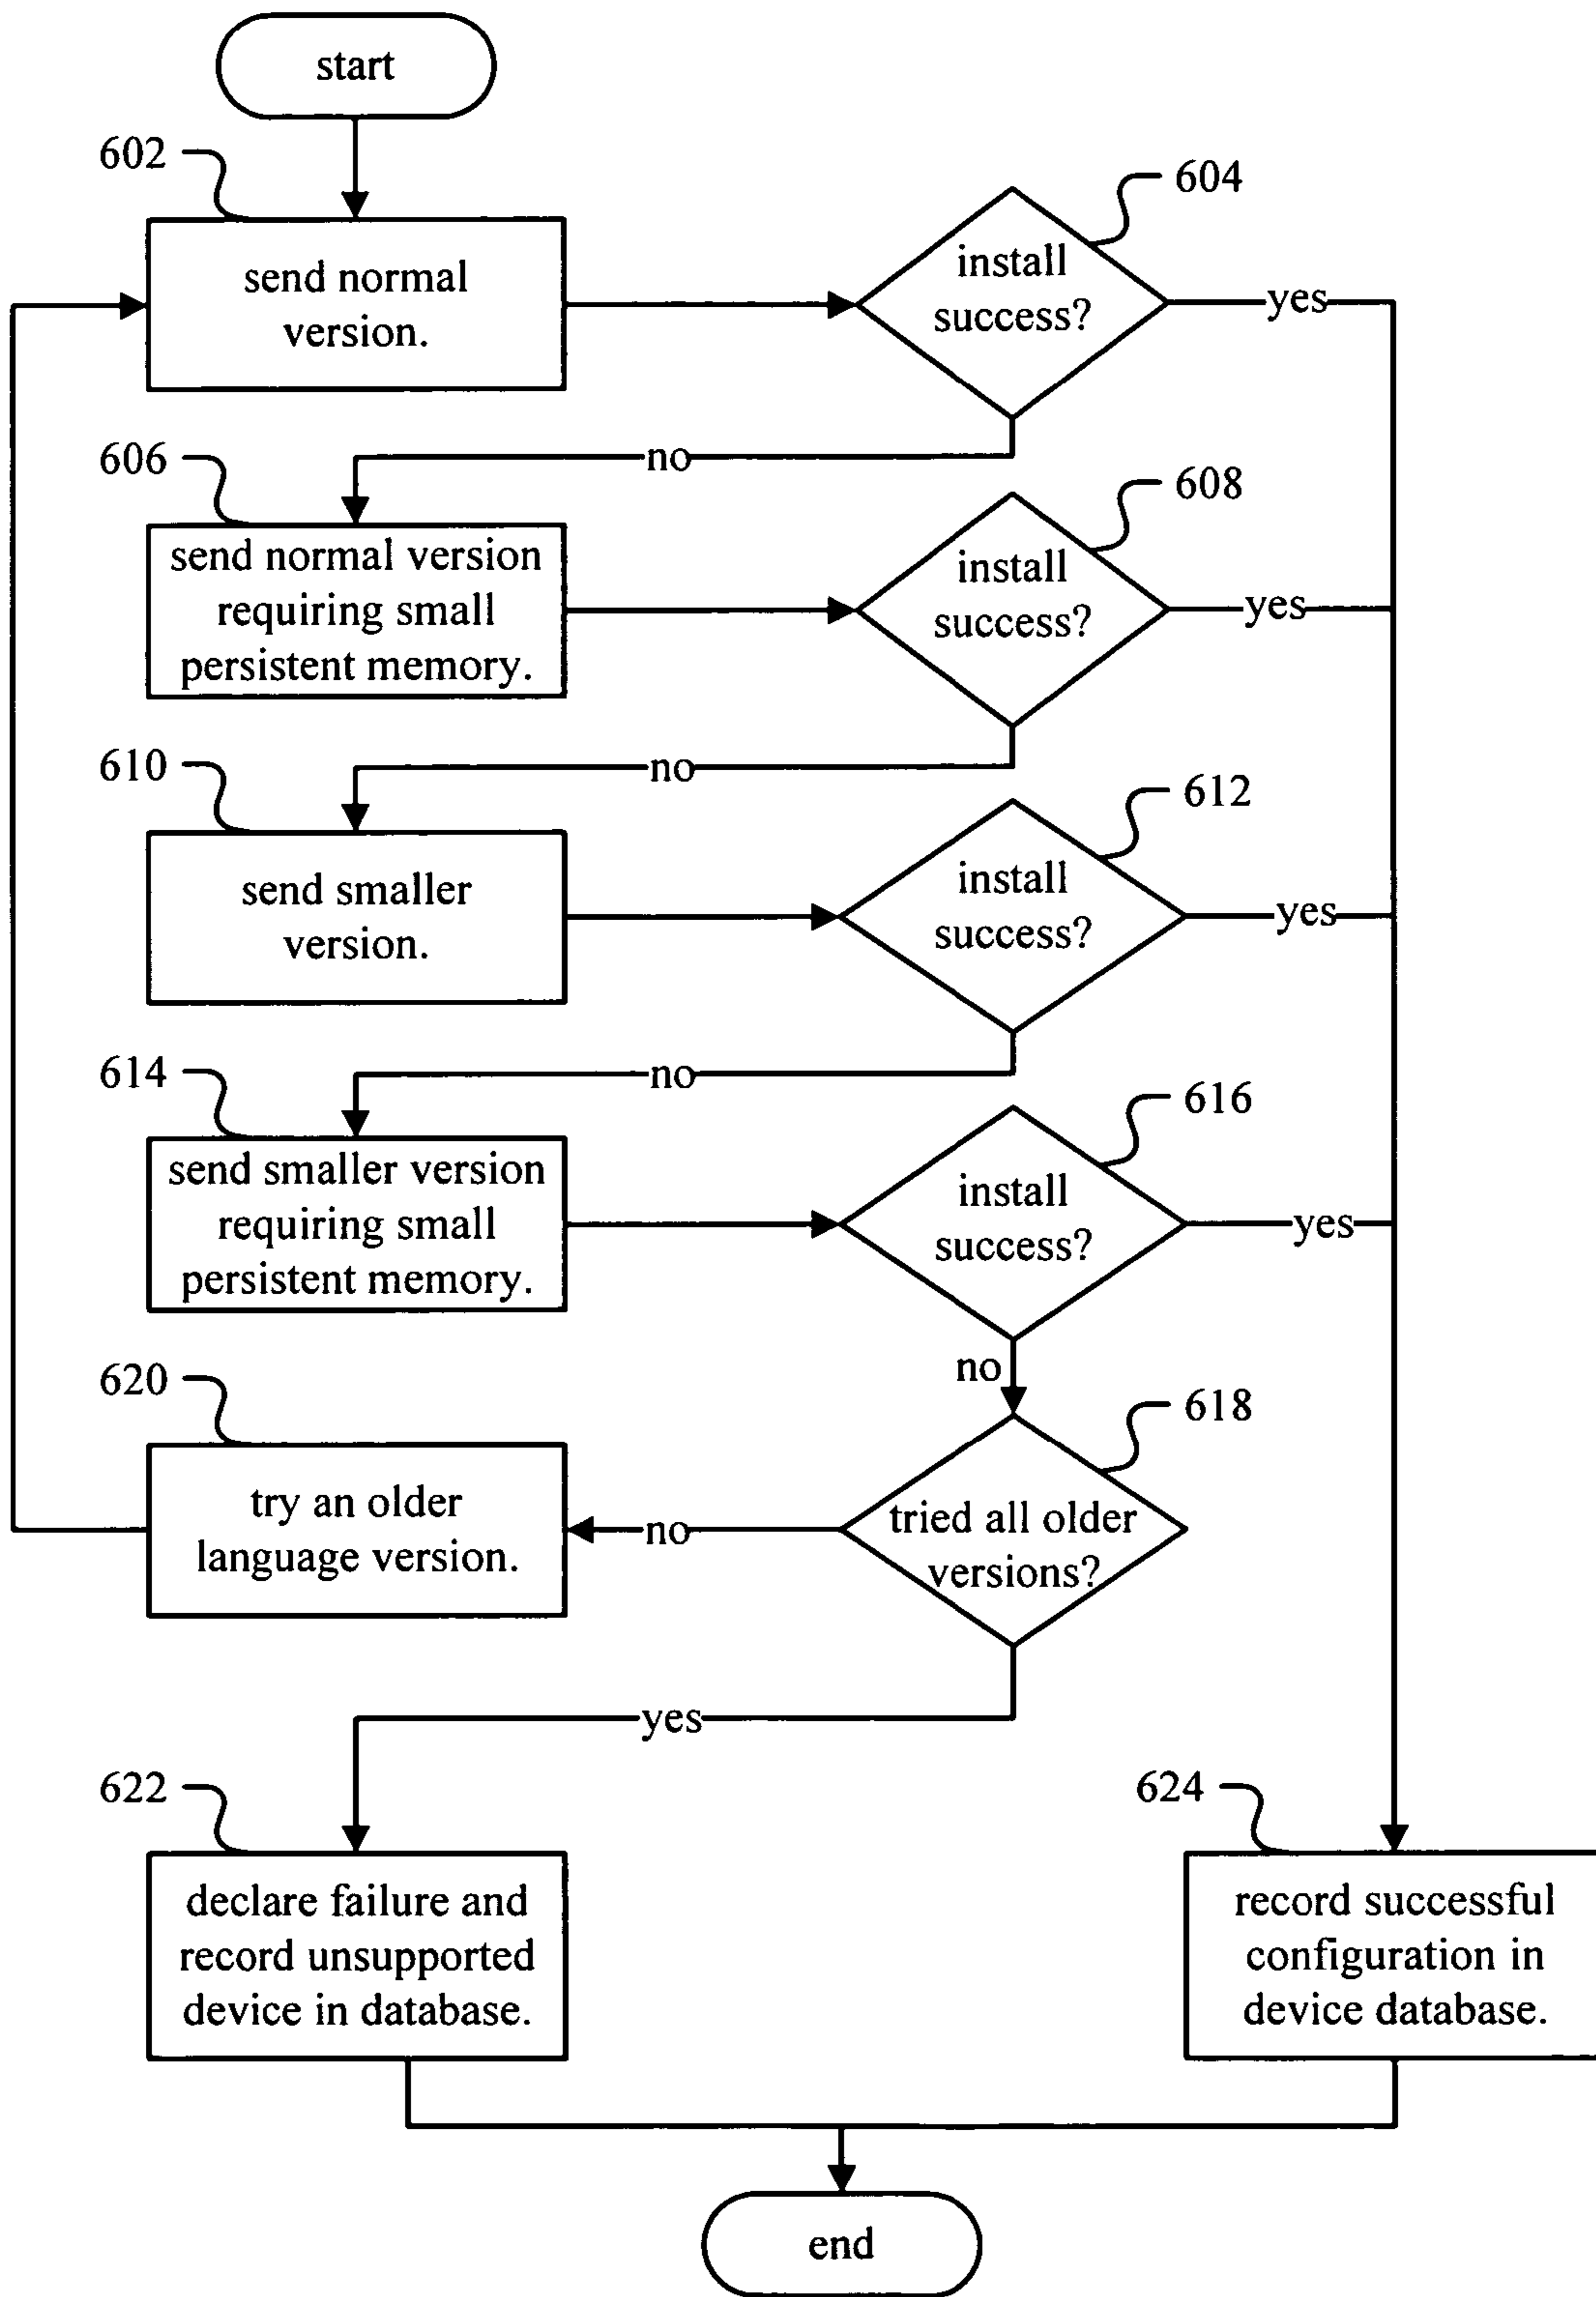 start
602
604
send normal
version.
install
success?
yes
no
606
608
send normal version
requiring small
persistent memory.
install
success?
yes
no
610
612
send smaller
version.
install
success?
yes
no
614
616
send smaller version
requiring small
persistent memory.
install
success?
yes
no
620
618
try an older
language version.
no
tried all older
versions?
yes
622
624
declare failure and
record unsupported
device in database.
record successful
configuration in
device database.
end